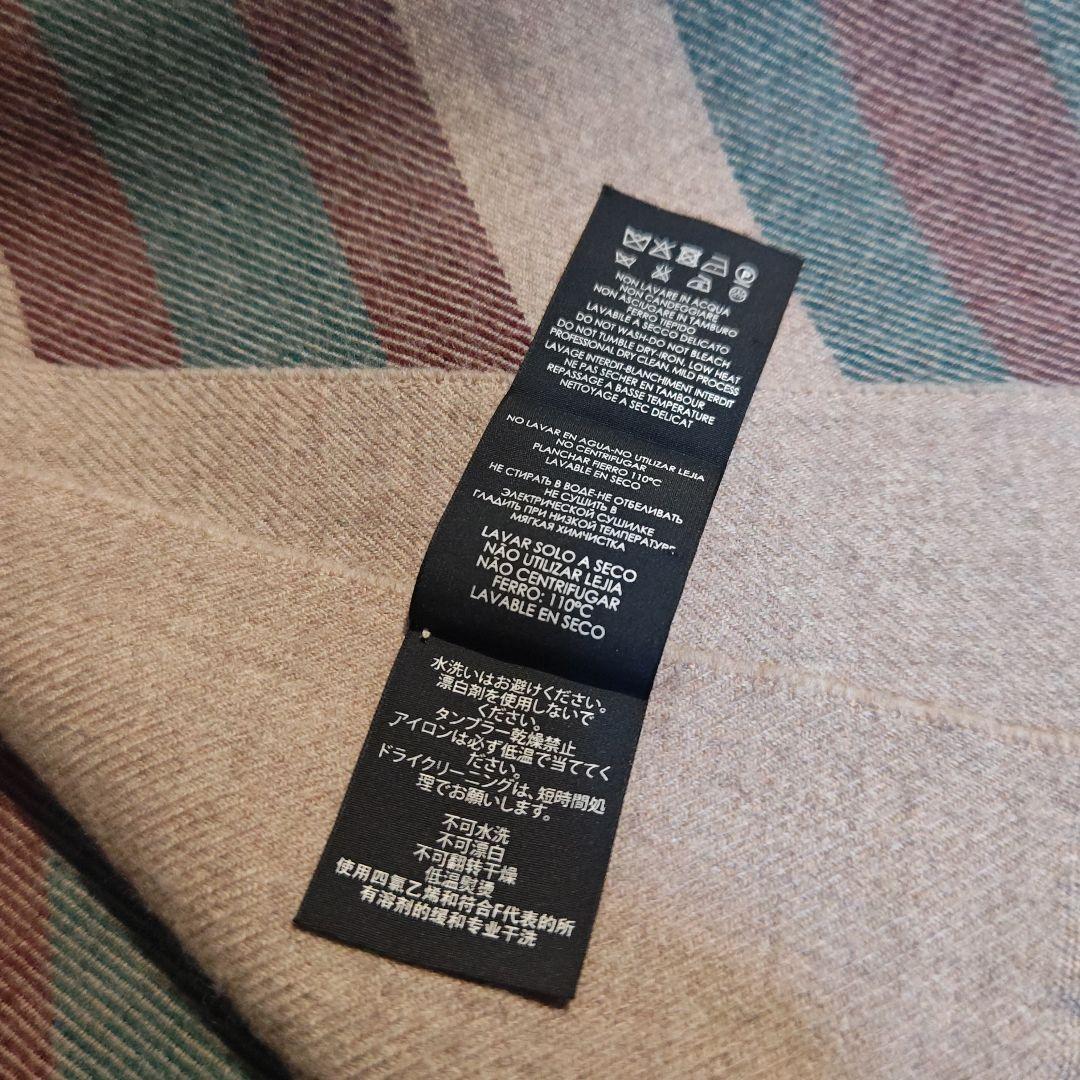 NON LAVARE IN ACQUA
NON CANDEGGIARE
NON ASCIUGARE IN TAMBURO
FERRO TIEPIDO
LAVABILE A SECCO DELICATO
DO NOT WASH-DO NOT BLEACH
DO NOT TUMBLE DRY-IRON, LOW HEAT
PROFESSIONAL DRY CLEAN, MILD PROCESS
LAVAGE INTERDIT-BLANCHIMENT INTERDIT
NE PAS SECHER EN TAMBOUR
REPASSAGE A BASSE TEMPERATURE
NETTOYAGE A SEC DELICAT
NO LAVAR EN AGUA-NO UTILIZAR LEJIA
NO CENTRIFUGAR
PLANCHAR FIERRO 110°C
LAVABLE EN SECO
НЕ СТИРАТЬ В ВОДЕ-НЕ ОТБЕЛИВАТЬ
НЕ СУШИТЬ В
ЭЛЕКТРИЧЕСКОЙ СУШИЛКЕ
ГЛАДИТЬ ПРИ НИЗКОЙ ТЕМПЕРАТУРЕ
МЯГКАЯ ХИМЧИСТКА
LAVAR SOLO A SECO
NÃO UTILIZAR LEJIA
NÃO CENTRIFUGAR
FERRO: 110°C
LAVABLE EN SECO
水洗いはお避けください。
漂白剤を使用しないで
ください。
タンブラー乾燥禁止
アイロンは必ず低温で当ててく
ださい。
ドライクリーニングは、短時間処
理でお願いします。
不可水洗
不可漂白
不可翻转干燥
低温熨烫
使用四氯乙烯和符合F代表的所
有溶剂的缓和专业干洗